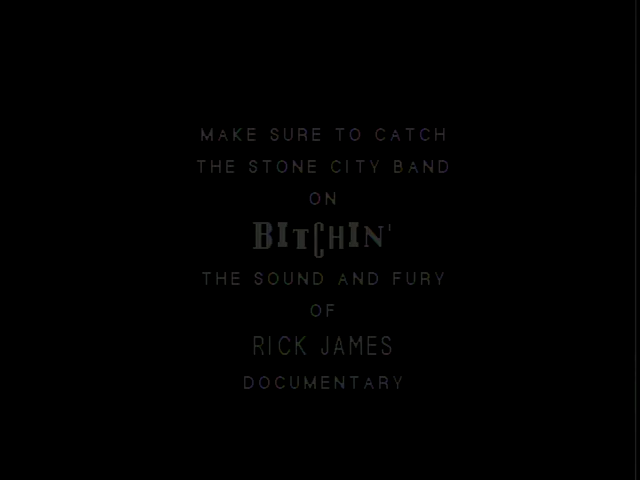 MAKE SURE TO CATCH
THE STONE CITY BAND
ON
BITCHIN'
THE SOUND AND FURY
OF
RICK JAMES
DOCUMENTARY